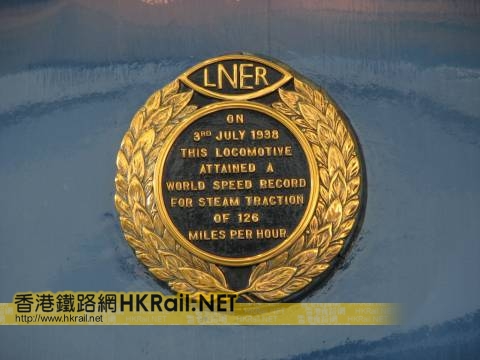 LNER
ON
3RD JULY 1938
THIS LOCOMOTIVE
ATTAINED A
WORLD SPEED RECORD
FOR STEAM TRACTION
OF 126
MILES PER HOUR
香港鐵路網HKRail.NET
http://www.hkrail.net